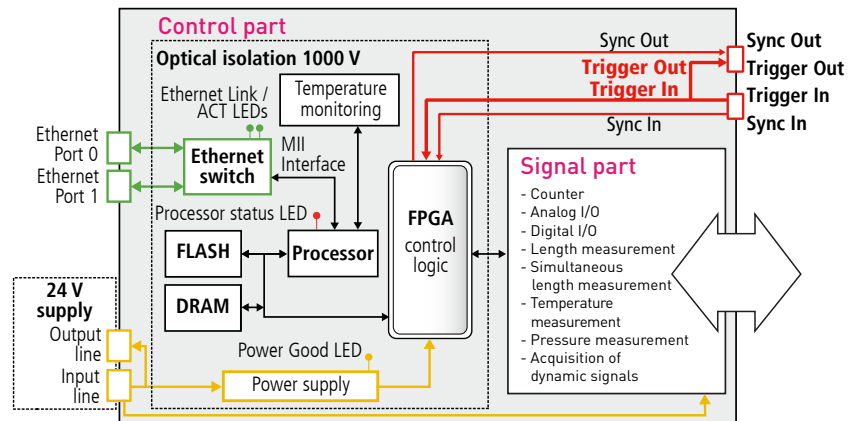 Control part
Optical isolation 1000 V
Sync Out
Sync Out
Trigger Out
Trigger Out
Trigger In
Trigger In
Sync In
Sync In
Ethernet Link /
ACT LEDs
Temperature
monitoring
Ethernet
Port 0
Ethernet
Port 1
Ethernet
switch
MII
Interface
Processor status LED
FLASH
Processor
DRAM
FPGA
control
logic
Signal part
- Counter
- Analog I/O
- Digital I/O
- Length measurement
- Simultaneous
length measurement
- Temperature
measurement
- Pressure measurement
- Acquisition of
dynamic signals
24 V
supply
Output
line
Input
line
Power Good LED
Power supply